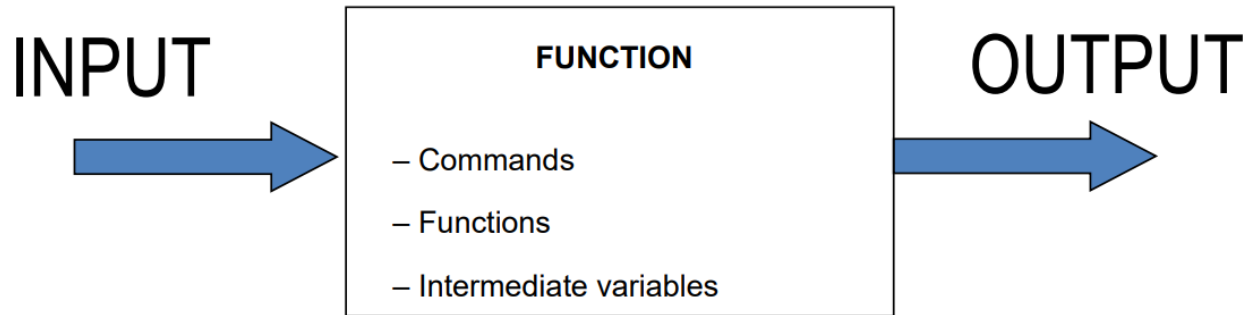 INPUT
FUNCTION
– Commands
– Functions
– Intermediate variables
OUTPUT